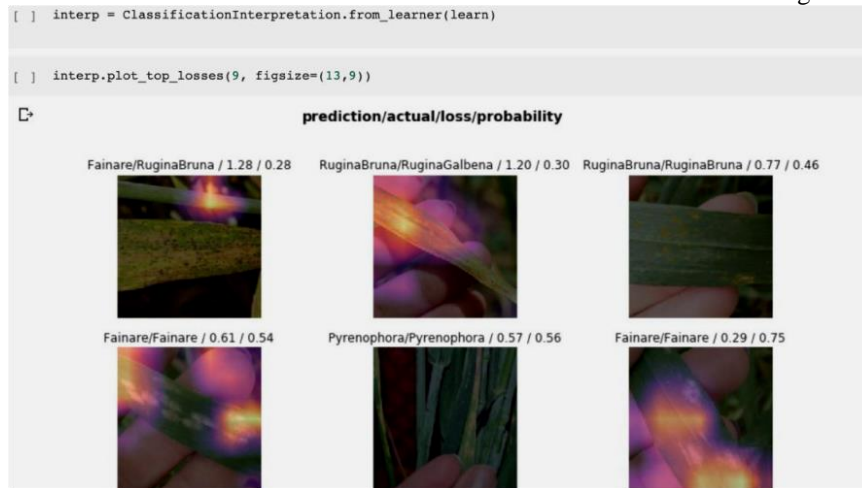 [ ] interp = ClassificationInterpretation.from_learner(learn)
[ ] interp.plot_top_losses(9, figsize=(13,9))
prediction/actual/loss/probability
Fainare/RuginaBruna / 1.28 / 0.28
RuginaBruna/RuginaGalbena / 1.20 / 0.30
RuginaBruna/RuginaBruna / 0.77 / 0.46
Fainare/Fainare / 0.61 / 0.54
Pyrenophora/Pyrenophora / 0.57 / 0.56
Fainare/Fainare / 0.29 / 0.75